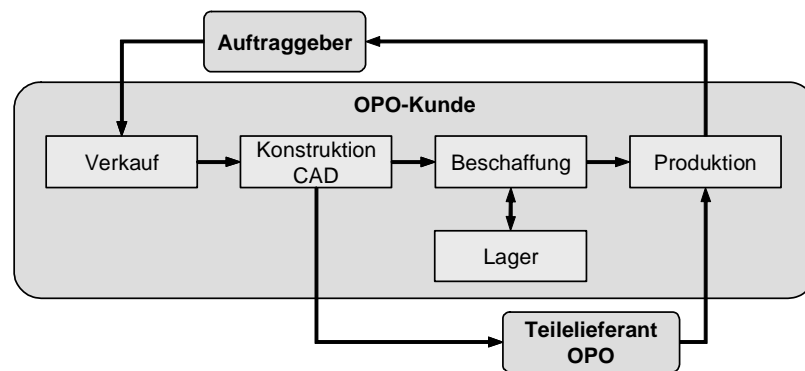 Auftraggeber
OPO-Kunde
Verkauf
Konstruktion
CAD
Beschaffung
Produktion
Lager
Teilelieferant
OPO